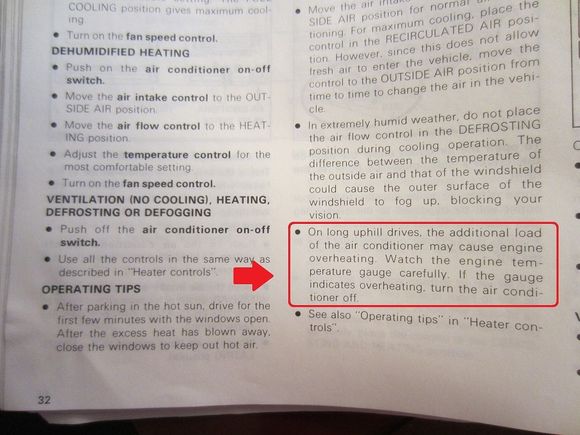 COOLING position gives maximum cool-
ing.
● Turn on the fan speed control.
DEHUMIDIFIED HEATING
● Push on the air conditioner on-off
switch.
● Move the air intake control to the OUT-
SIDE AIR position.
● Move the air flow control to the HEAT-
ING position.
● Adjust the temperature control for the
most comfortable setting.
● Turn on the fan speed control.
VENTILATION (NO COOLING), HEATING,
DEFROSTING OR DEFOGGING
● Push off the air conditioner on-off
switch.
● Use all the controls in the same way as
described in "Heater controls".
OPERATING TIPS
● After parking in the hot sun, drive for the
first few minutes with the windows open.
After the excess heat has blown away,
close the windows to keep out hot air.
32
● Move the air intake
SIDE AIR position for normal air
tioning. For maximum cooling, place the
control in the RECIRCULATED AIR posi-
tion. However, since this does not allow
fresh air to enter the vehicle, move the
control to the OUTSIDE AIR position from
time to time to change the air in the vehi-
cle.
● In extremely humid weather, do not place
the air flow control in the DEFROSTING
position during cooling operation. The
difference between the temperature of
the outside air and that of the windshield
could cause the outer surface of the
windshield to fog up, blocking your
vision.
● On long uphill drives, the additional load
of the air conditioner may cause engine
overheating. Watch the engine tem-
perature gauge carefully. If the gauge
indicates overheating, turn the air condi-
tioner off.
● See also "Operating tips" in "Heater con-
trols".